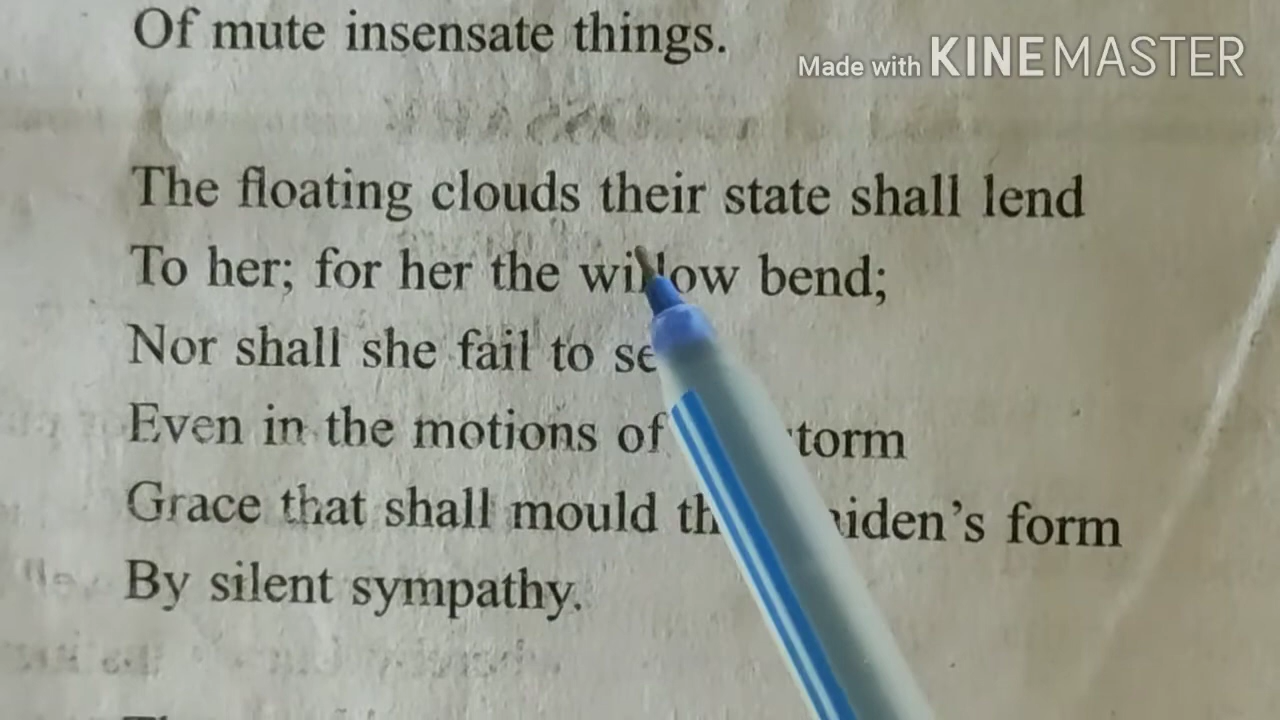 Of mute insensate things.
Made with KINEMASTER
The floating clouds their state shall lend
To her; for her the willow bend;
Nor shall she fail to
Even in the motions of
Grace that shall mould form
By silent sympathy.